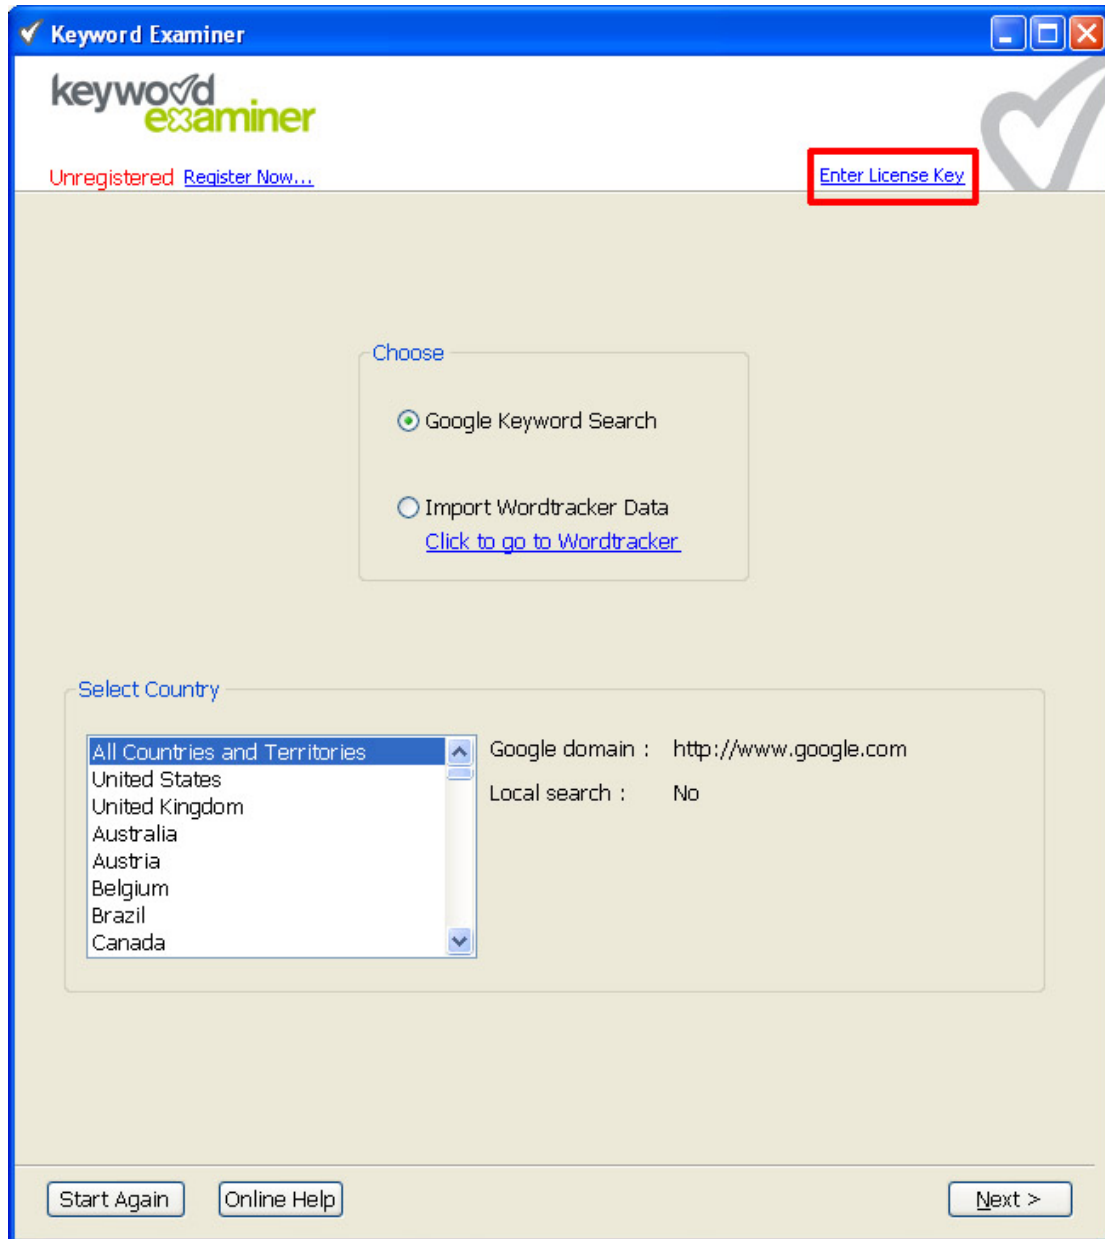 Keyword Examiner
keyword
examiner
Unregistered Register Now...
Enter License Key
Choose
Google Keyword Search
Import Wordtracker Data
Click to go to Wordtracker
Select Country
All Countries and Territories
United States
United Kingdom
Australia
Austria
Belgium
Brazil
Canada
Google domain : http://www.google.com
Local search : No
Start Again
Online Help
Next >